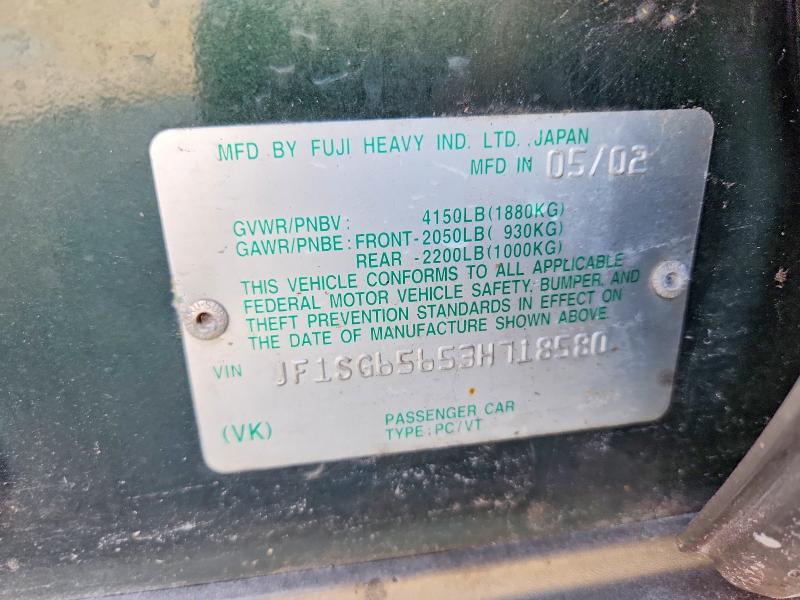 MFD BY FUJI HEAVY IND. LTD. JAPAN
MFD IN 05/02
GVWR/PNBV: 4150LB(1880KG)
GAWR/PNBE: FRONT-2050LB( 930KG)
REAR -2200LB(1000KG)
THIS VEHICLE CONFORMS TO ALL APPLICABLE
FEDERAL MOTOR VEHICLE SAFETY, BUMPER, AND
THEFT PREVENTION STANDARDS IN EFFECT ON
THE DATE OF MANUFACTURE SHOWN ABOVE.
VIN JF1SG65653H718580
PASSENGER CAR
(VK) TYPE: PC/VT